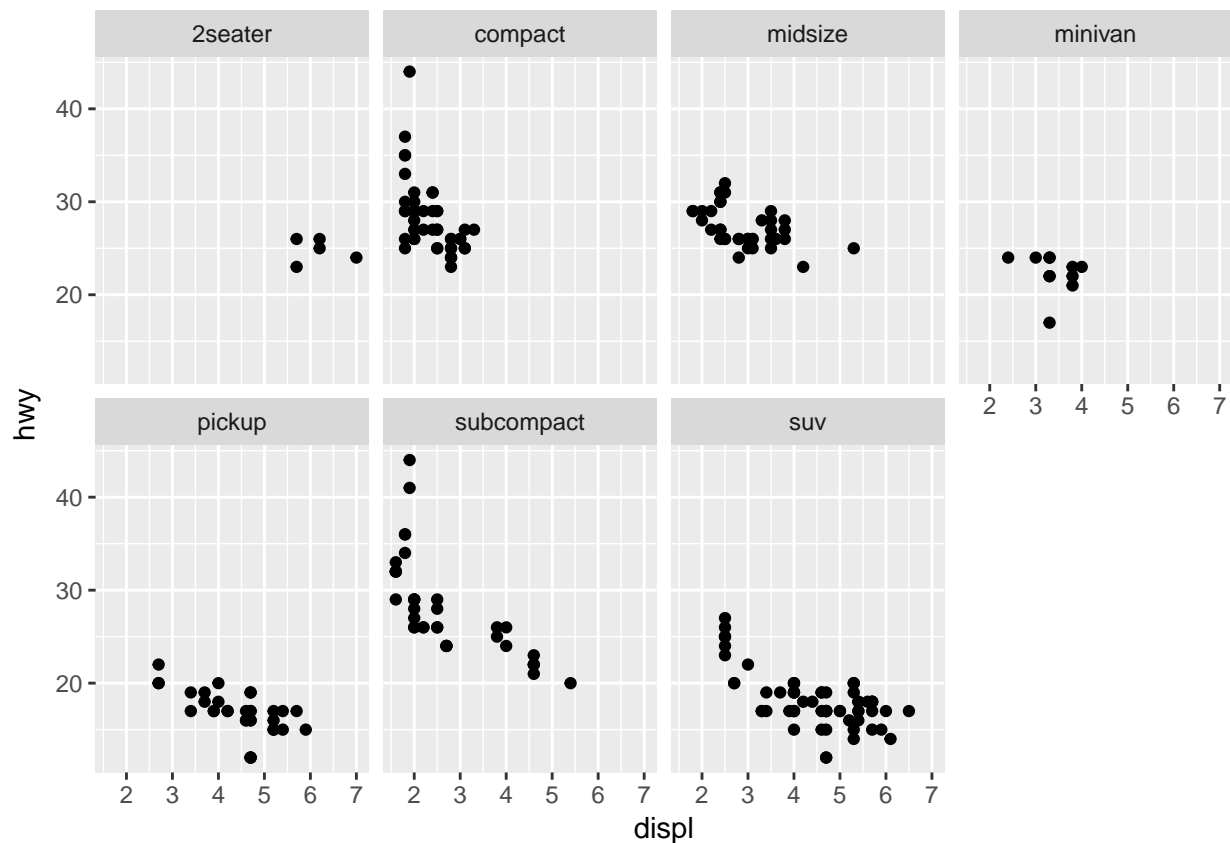 2seater compact midsize minivan
40
30
20
2 3 4 5 6 7
hwy
pickup subcompact suv
40
30
20
2 3 4 5 6 7 2 3 4 5 6 7 2 3 4 5 6 7
displ